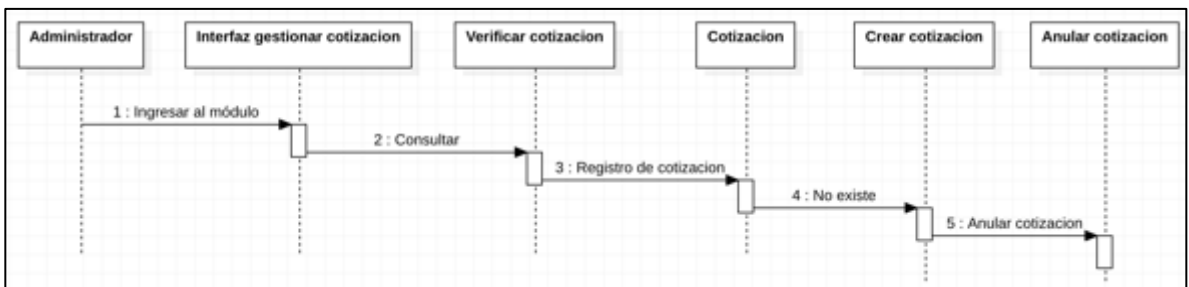 Administrador
Interfaz gestionar cotizacion
Verificar cotizacion
Cotizacion
Crear cotizacion
Anular cotizacion
1 : Ingresar al módulo
2 : Consultar
3 : Registro de cotizacion
4 : No existe
5 : Anular cotizacion